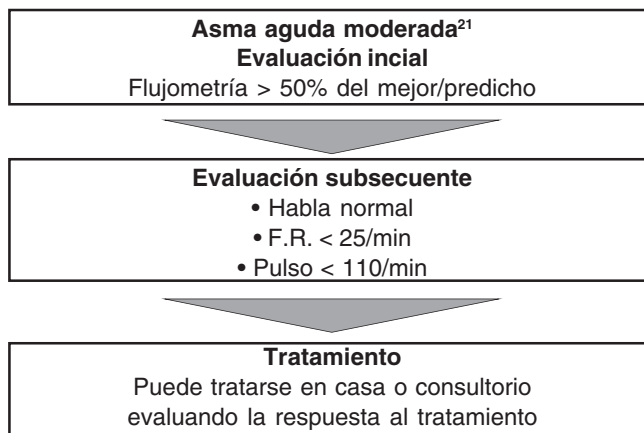 Asma aguda moderada²¹
Evaluación incial
Flujometría > 50% del mejor/predicho
Evaluación subsecuente
• Habla normal
• F.R. < 25/min
• Pulso < 110/min
Tratamiento
Puede tratarse en casa o consultorio
evaluando la respuesta al tratamiento